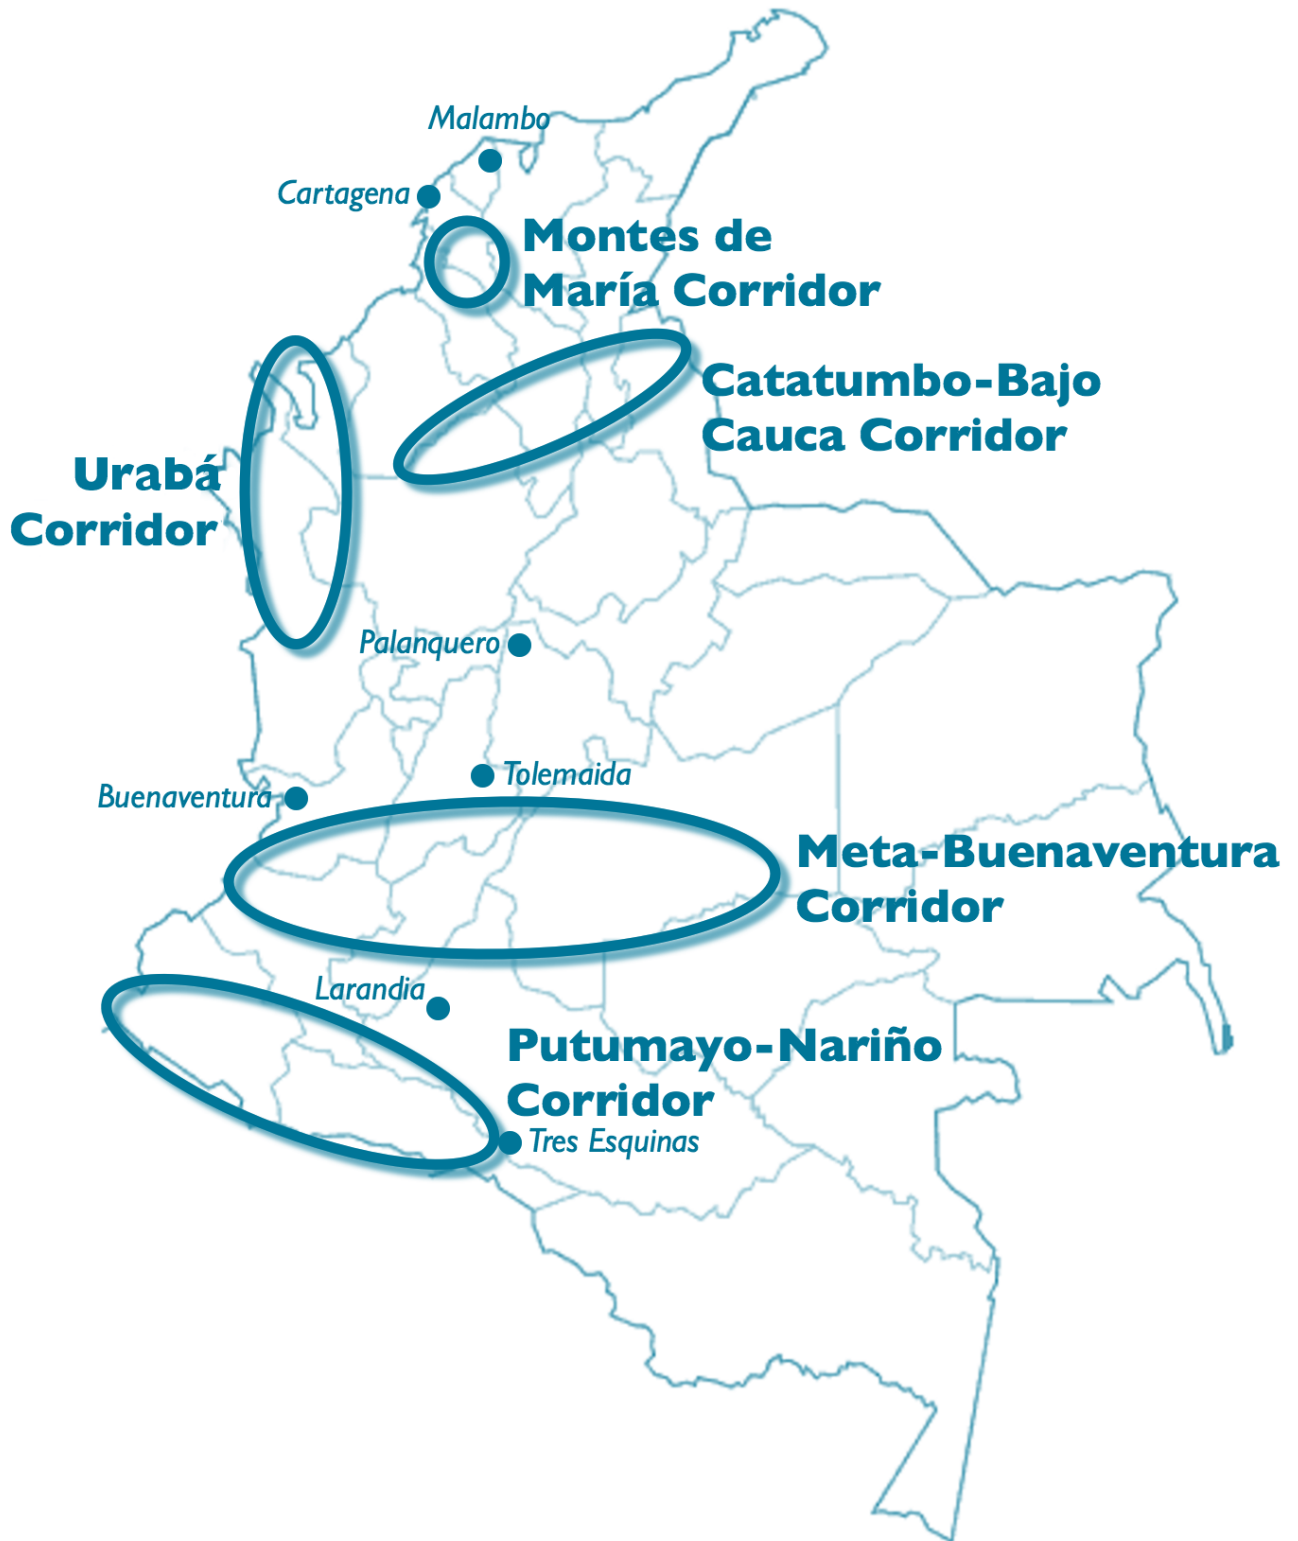 Malambo
Cartagena
Montes de
María Corridor
Catatumbo-Bajo
Cauca Corridor
Urabá
Corridor
Palanquero
Tolemaida
Buenaventura
Meta-Buenaventura
Corridor
Larandia
Putumayo-Nariño
Corridor
Tres Esquinas